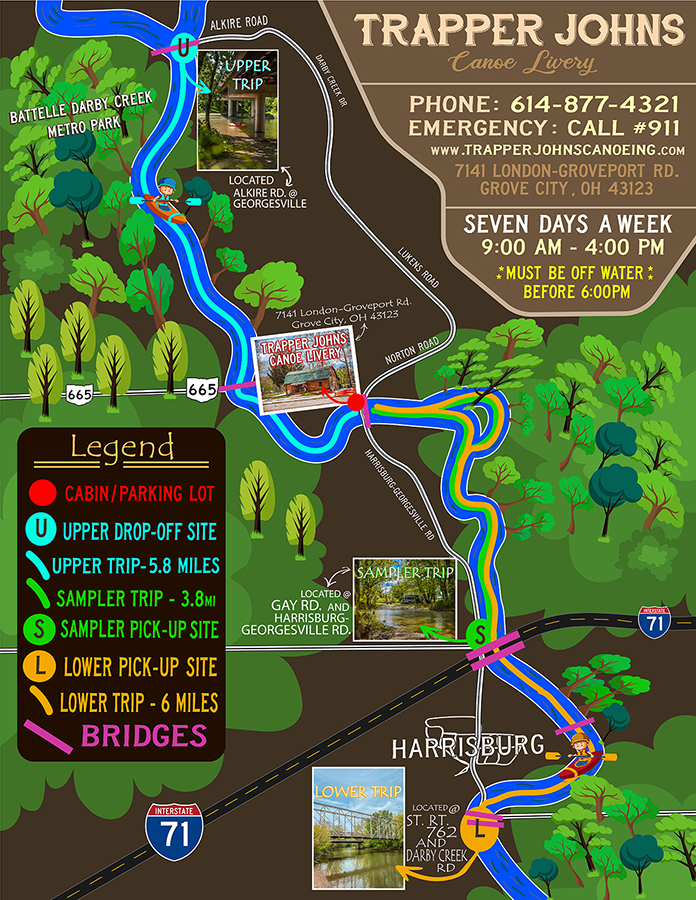 TRAPPER JOHNS
Canoe Livery
PHONE: 614-877-4321
EMERGENCY: CALL #911
www.TRAPPERJOHNSCANOEING.COM
7141 LONDON-GROVEPORT RD.
GROVE CITY, OH 43123
SEVEN DAYS A WEEK
9:00 AM - 4:00 PM
*MUST BE OFF WATER*
BEFORE 6:00PM
ALKIRE ROAD
U
DARBY CREEK DR
UPPER
TRIP
BATTELLE DARBY CREEK
METRO PARK
LOCATED
ALKIRE RD. @
GEORGESVILLE
LUKENS ROAD
7141 London-Groveport Rd.
Grove City, OH 43123
TRAPPER JOHNS
CANOE LIVERY
NORTON ROAD
665
665
HARRISBURG-GEORGESVILLE RD
Legend
CABIN/PARKING LOT
U UPPER DROP-OFF SITE
UPPER TRIP-5.8 MILES
SAMPLER TRIP - 3.8MI
S SAMPLER PICK-UP SITE
L LOWER PICK-UP SITE
LOWER TRIP - 6 MILES
BRIDGES
SAMPLER TRIP
LOCATED @
GAY RD. AND
HARRISBURG-
GEORGESVILLE RD.
S
INTERSTATE
71
HARRISBURG
LOWER TRIP
LOCATED @
ST. RT.
762
AND
DARBY CREEK
RD
L
INTERSTATE
71